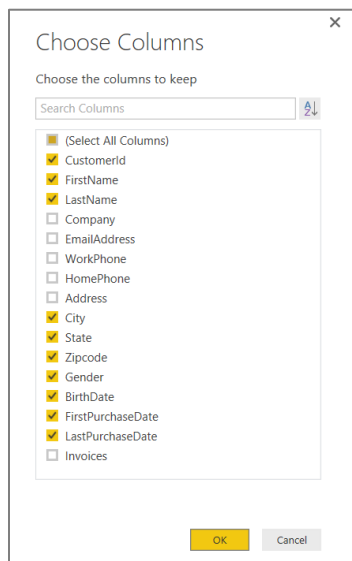 Choose Columns
Choose the columns to keep
Search Columns
(Select All Columns)
CustomerId
FirstName
LastName
Company
EmailAddress
WorkPhone
HomePhone
Address
City
State
Zipcode
Gender
BirthDate
FirstPurchaseDate
LastPurchaseDate
Invoices
OK Cancel